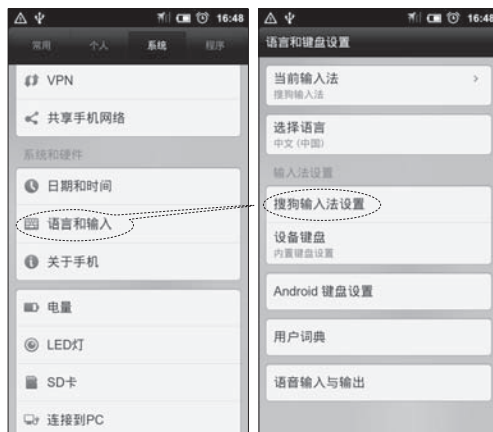 16:48
常用 个人 系统 程序
VPN
共享手机网络
系统和硬件
日期和时间
语言和输入
关于手机
电量
LED灯
SD卡
连接到PC
16:48
语言和键盘设置
当前输入法
搜狗输入法
选择语言
中文 (中国)
输入法设置
搜狗输入法设置
设备键盘
内置键盘设置
Android 键盘设置
用户词典
语音输入与输出